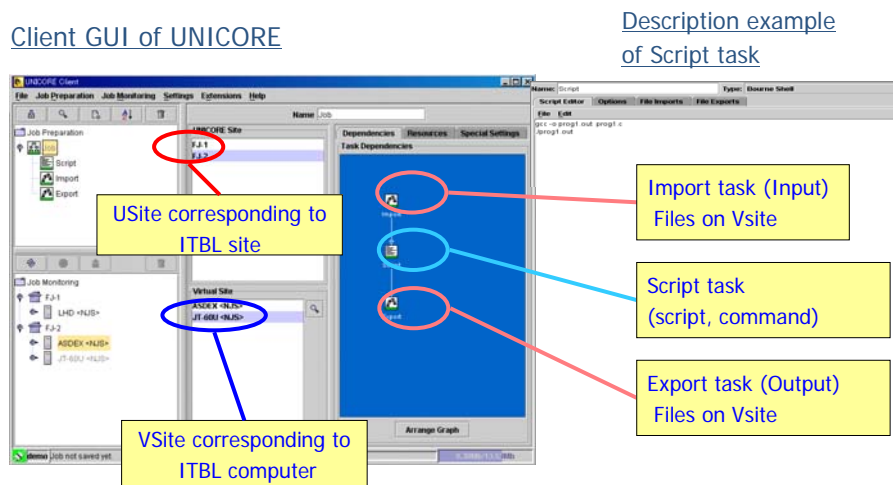 Client GUI of UNICORE
Description example
of Script task
UNICORE Client
File Job Preparation Job Monitoring Settings Extensions Help
Job Preparation
Job
Script
Import
Export
Job Monitoring
FJ-1
LHD <NJS>
FJ-2
ASDEX <NJS>
JT-60U <NJS>
demo Job not saved yet
Name Job
UNICORE Site
FJ-1
FJ-2
Virtual Site
ASDEX <NJS>
JT-60U <NJS>
Dependencies Resources Special Settings
Task Dependencies
Import
Script
Export
Arrange Graph
Name: Script Type: Bourne Shell
Script Editor Options File Imports File Exports
File Edit
gcc -o prog1.out prog1.c
./prog1.out
USite corresponding to
ITBL site
VSite corresponding to
ITBL computer
Import task (Input)
Files on Vsite
Script task
(script, command)
Export task (Output)
Files on Vsite